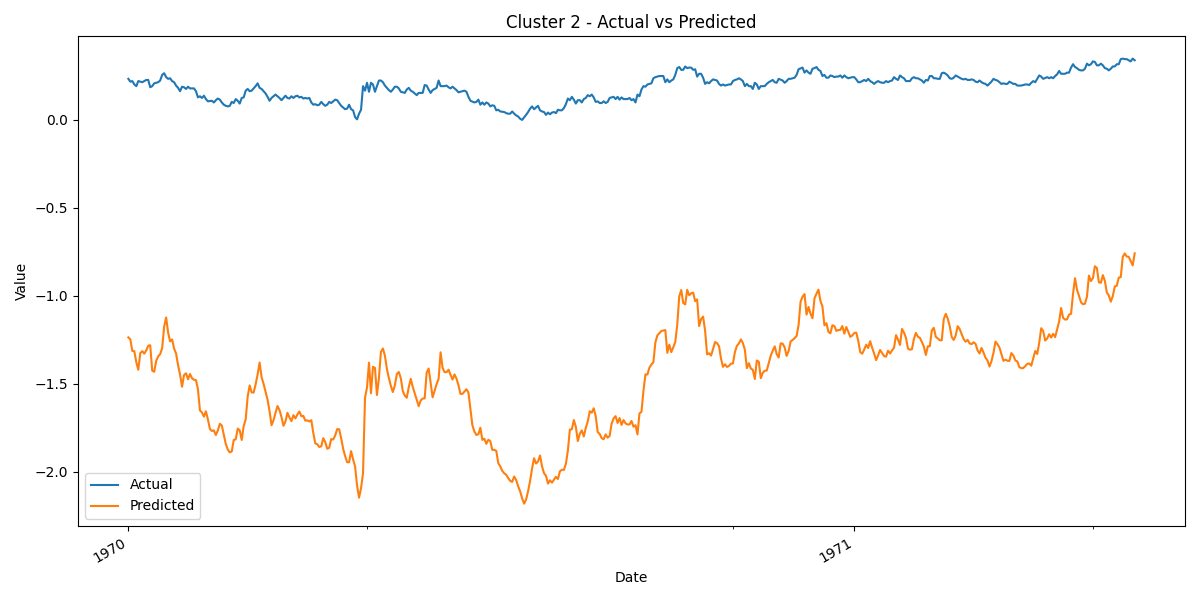 Cluster 2 - Actual vs Predicted
Value
0.0
−0.5
−1.0
−1.5
−2.0
Actual
Predicted
1970
1971
Date